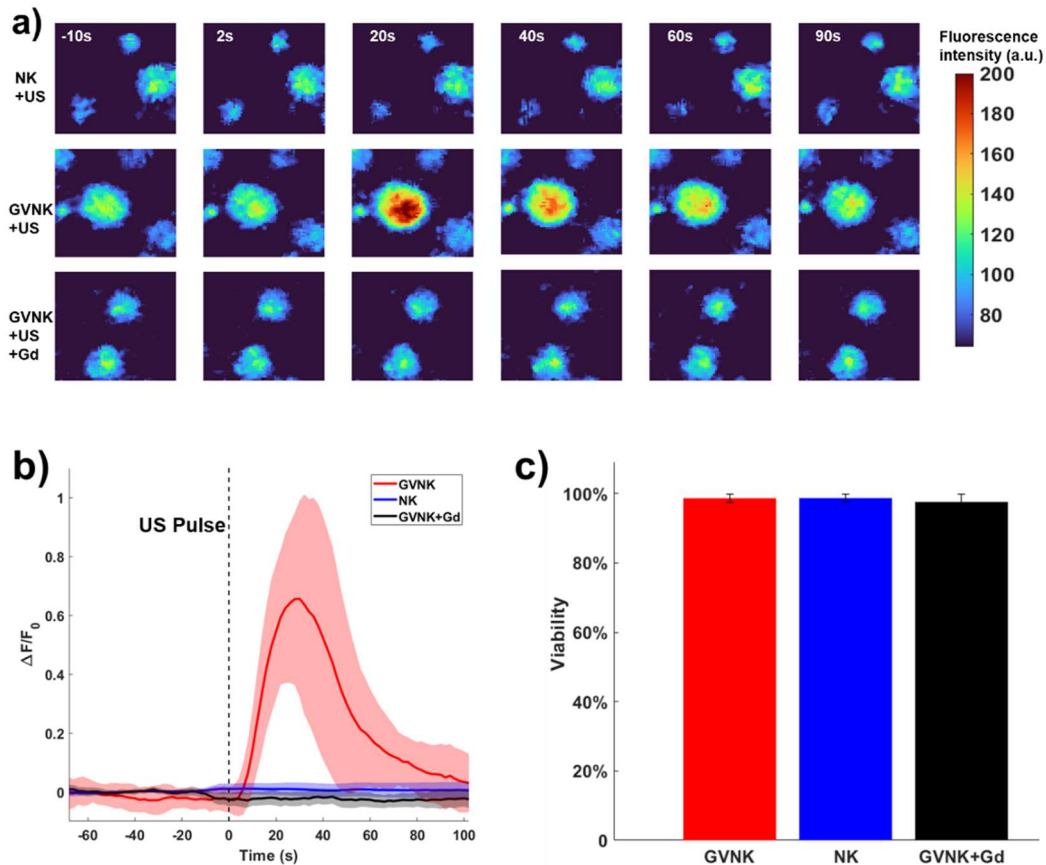 a)
-10s 2s 20s 40s 60s 90s
Fluorescence
intensity (a.u.)
NK
+US
GVNK
+US
GVNK
+US
+Gd
200
180
160
140
120
100
80
b)
1
0.8
0.6
0.4
0.2
0
ΔF/F0
US Pulse
GVNK
NK
GVNK+Gd
-60 -40 -20 0 20 40 60 80 100
Time (s)
c)
100%
80%
60%
40%
20%
0
Viability
GVNK NK GVNK+Gd